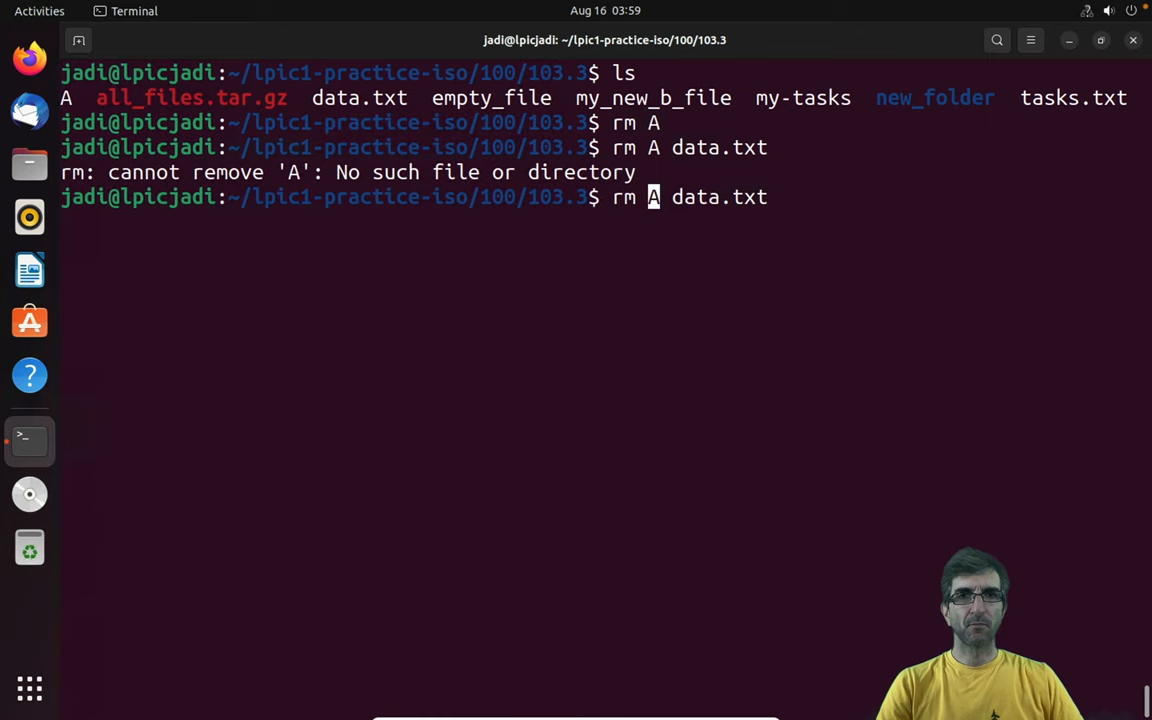 Activities Terminal Aug 16 03:59
jadi@lpicjadi: ~/lpic1-practice-iso/100/103.3
jadi@lpicjadi:~/lpic1-practice-iso/100/103.3$ ls
A all_files.tar.gz data.txt empty_file my_new_b_file my-tasks new_folder tasks.txt
jadi@lpicjadi:~/lpic1-practice-iso/100/103.3$ rm A
jadi@lpicjadi:~/lpic1-practice-iso/100/103.3$ rm A data.txt
rm: cannot remove 'A': No such file or directory
jadi@lpicjadi:~/lpic1-practice-iso/100/103.3$ rm A data.txt